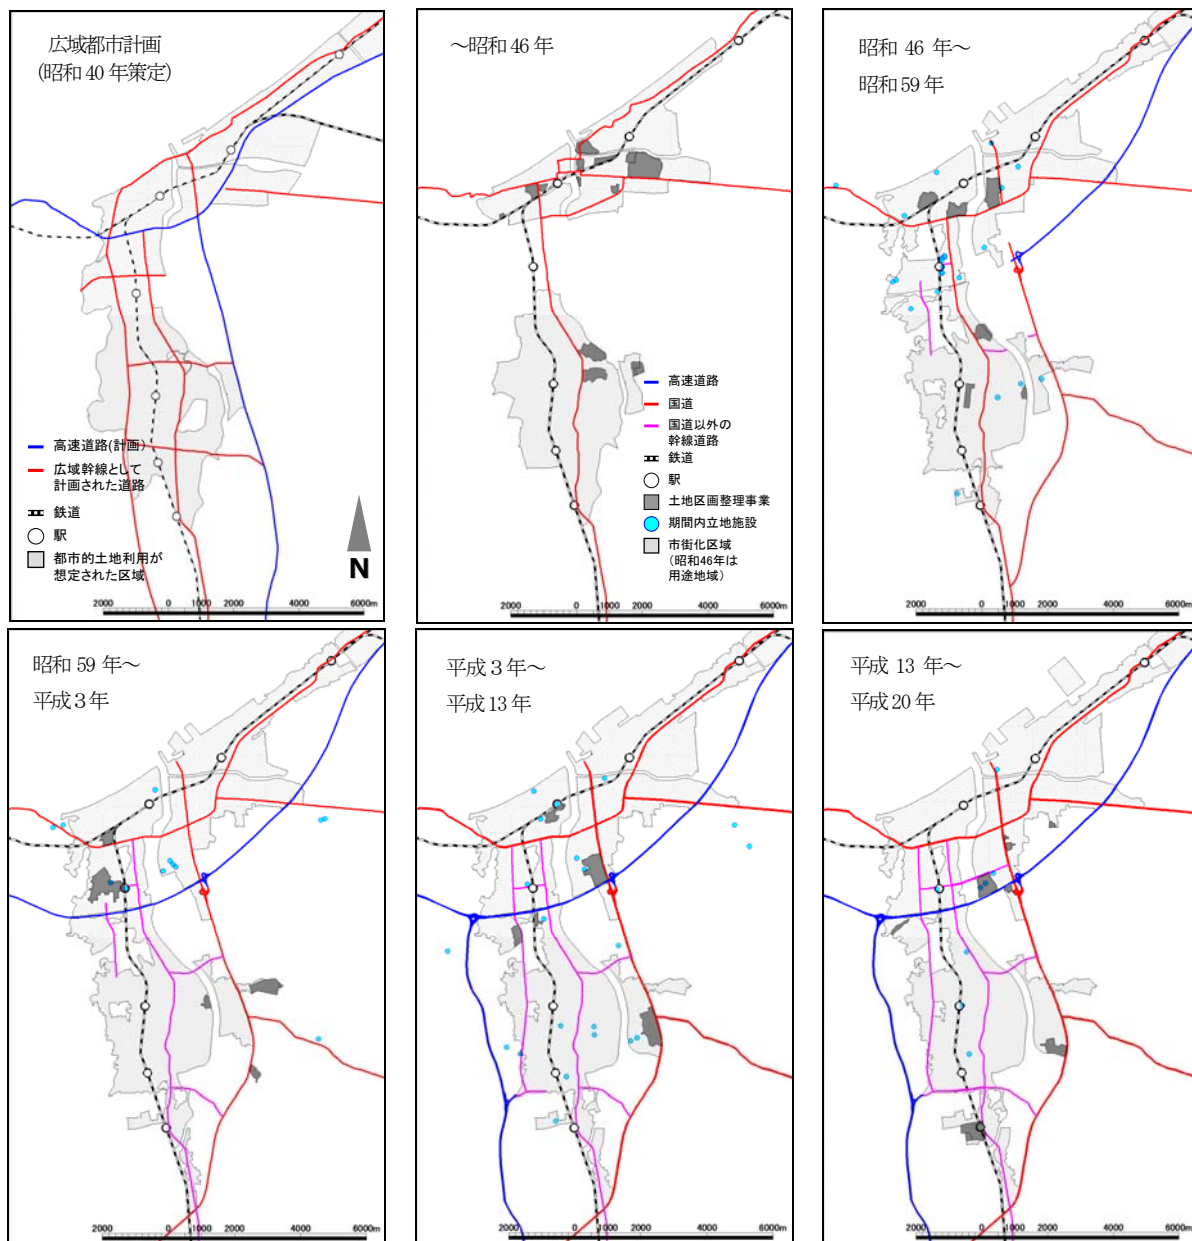 広域都市計画
(昭和40年策定)
高速道路(計画)
広域幹線として
計画された道路
鉄道
駅
都市的土地利用が
想定された区域
N
2000 0 1000 2000 4000 6000m
～昭和46年
高速道路
国道
国道以外の
幹線道路
鉄道
駅
土地区画整理事業
期間内立地施設
市街化区域
(昭和46年は
用途地域)
2000 0 1000 2000 4000 6000m
昭和 46 年～
昭和59年
2000 0 1000 2000 4000 6000m
昭和 59 年～
平成3年
2000 0 1000 2000 4000 6000m
平成3年～
平成13年
2000 0 1000 2000 4000 6000m
平成 13 年～
平成20年
2000 0 1000 2000 4000 6000m